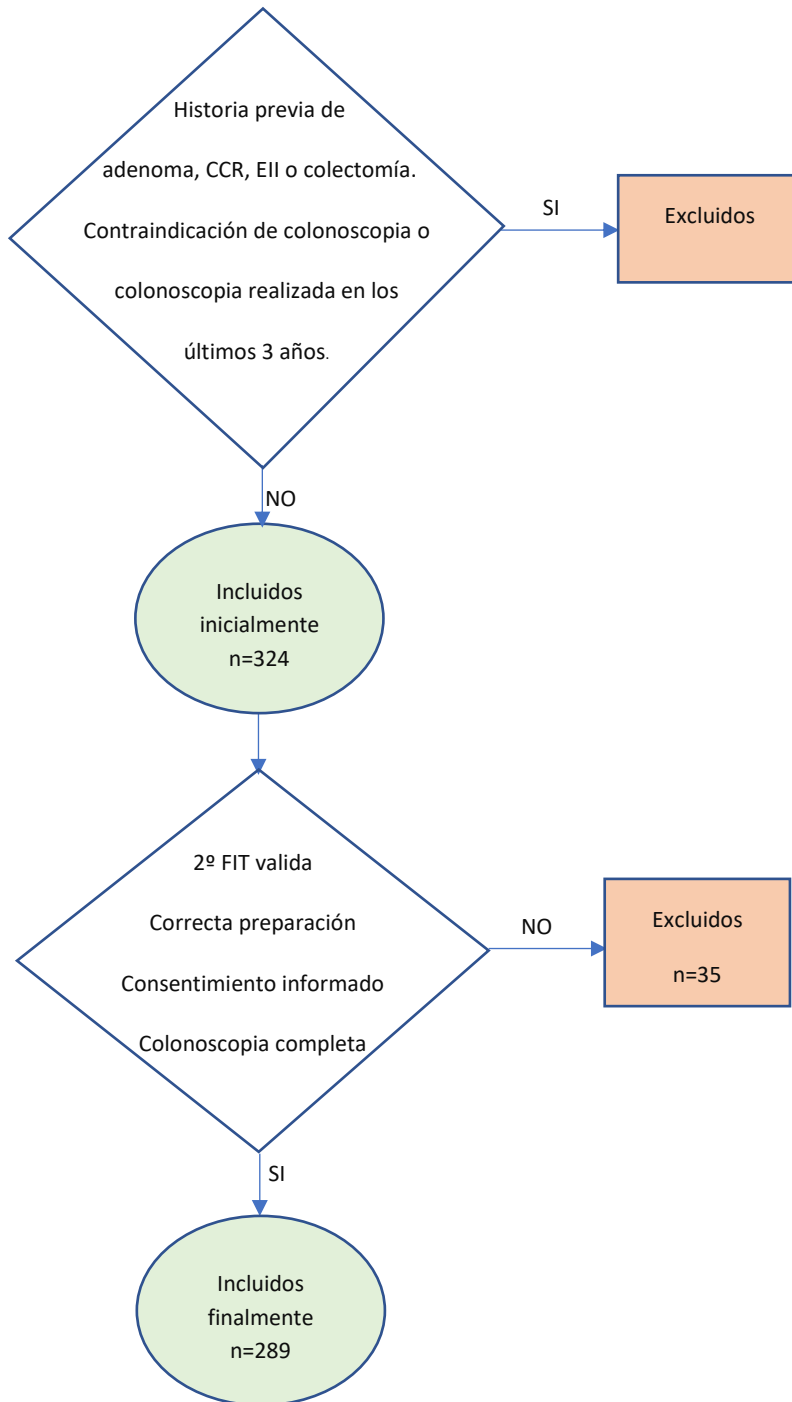 Historia previa de
adenoma, CCR, EII o colectomía.
Contraindicación de colonoscopia o
colonoscopia realizada en los
últimos 3 años.
SI
Excluidos
NO
Incluidos
inicialmente
n=324
2º FIT valida
Correcta preparación
Consentimiento informado
Colonoscopia completa
NO
Excluidos
n=35
SI
Incluidos
finalmente
n=289